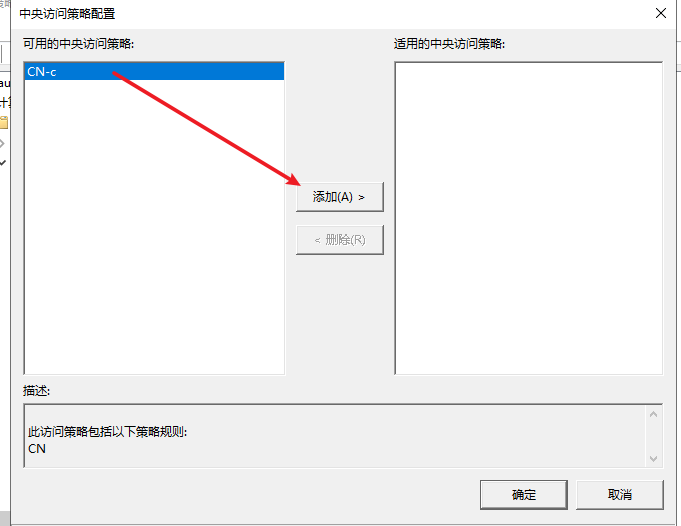 中央访问策略配置
可用的中央访问策略:
适用的中央访问策略:
CN-c
添加(A) >
< 删除(R)
描述:
此访问策略包括以下策略规则:
CN
确定
取消